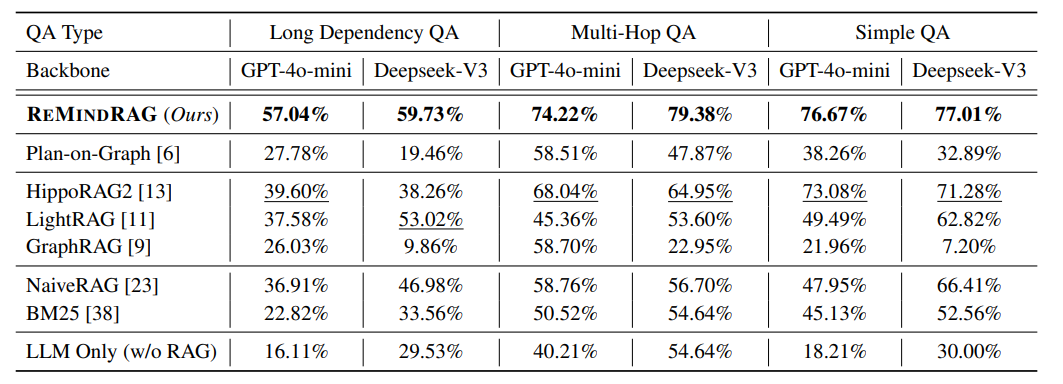 QA Type Long Dependency QA Multi-Hop QA Simple QA
Backbone GPT-4o-mini Deepseek-V3 GPT-4o-mini Deepseek-V3 GPT-4o-mini Deepseek-V3
REMINDRAG (Ours) 57.04% 59.73% 74.22% 79.38% 76.67% 77.01%
Plan-on-Graph [6] 27.78% 19.46% 58.51% 47.87% 38.26% 32.89%
HippoRAG2 [13] 39.60% 38.26% 68.04% 64.95% 73.08% 71.28%
LightRAG [11] 37.58% 53.02% 45.36% 53.60% 49.49% 62.82%
GraphRAG [9] 26.03% 9.86% 58.70% 22.95% 21.96% 7.20%
NaiveRAG [23] 36.91% 46.98% 58.76% 56.70% 47.95% 66.41%
BM25 [38] 22.82% 33.56% 50.52% 54.64% 45.13% 52.56%
LLM Only (w/o RAG) 16.11% 29.53% 40.21% 54.64% 18.21% 30.00%